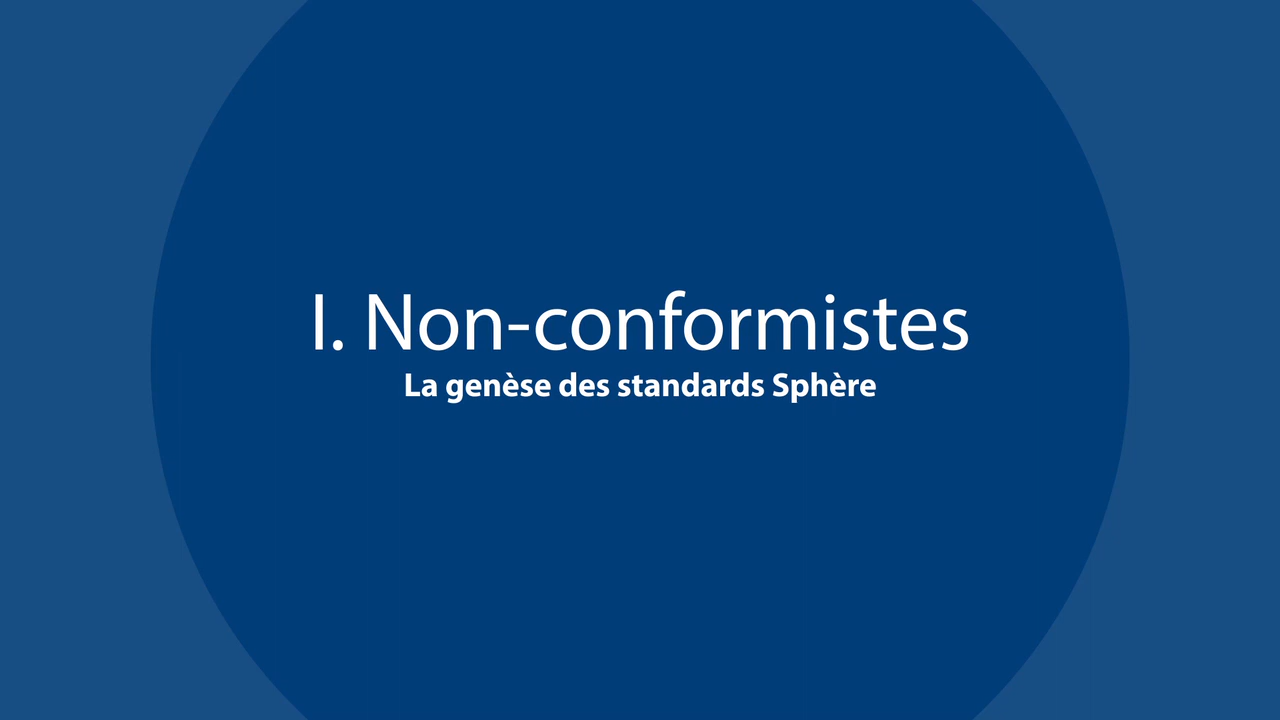 I. Non-conformistes
La genèse des standards Sphère